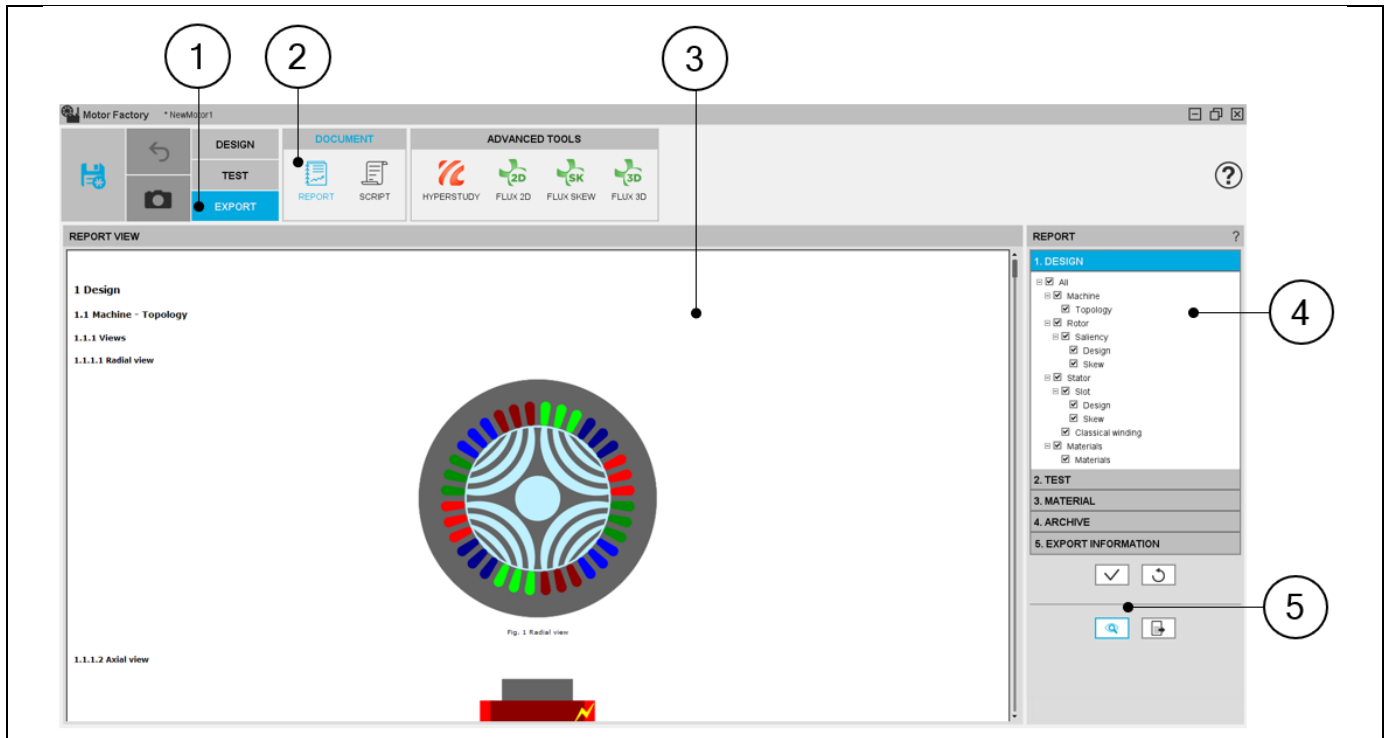 1
2
3
Motor Factory * NewMotor1
DESIGN
TEST
EXPORT
DOCUMENT
REPORT
SCRIPT
ADVANCED TOOLS
HYPERSTUDY
2D
FLUX 2D
SK
FLUX SKEW
3D
FLUX 3D
?
REPORT VIEW
1 Design
1.1 Machine - Topology
1.1.1 Views
1.1.1.1 Radial view
Fig. 1 Radial view
1.1.1.2 Axial view
REPORT ?
1. DESIGN
All
Machine
Topology
Rotor
Saliency
Design
Skew
Stator
Slot
Design
Skew
Classical winding
Materials
Materials
2. TEST
3. MATERIAL
4. ARCHIVE
5. EXPORT INFORMATION
4
5